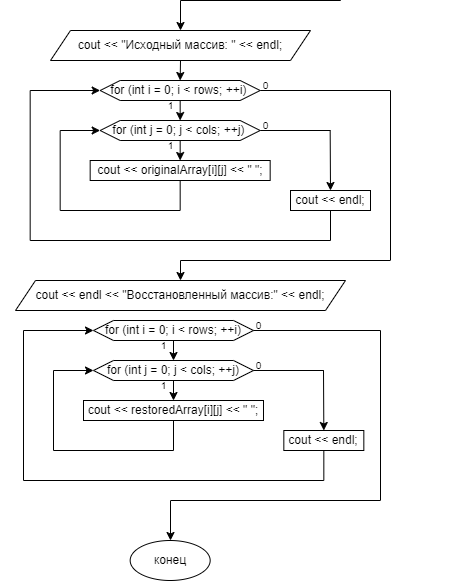 cout << "Исходный массив: " << endl;
for (int i = 0; i < rows; ++i)
0
1
for (int j = 0; j < cols; ++j)
0
1
cout << originalArray[i][j] << " ";
cout << endl;
cout << endl << "Восстановленный массив:" << endl;
for (int i = 0; i < rows; ++i)
0
1
for (int j = 0; j < cols; ++j)
0
1
cout << restoredArray[i][j] << " ";
cout << endl;
конец